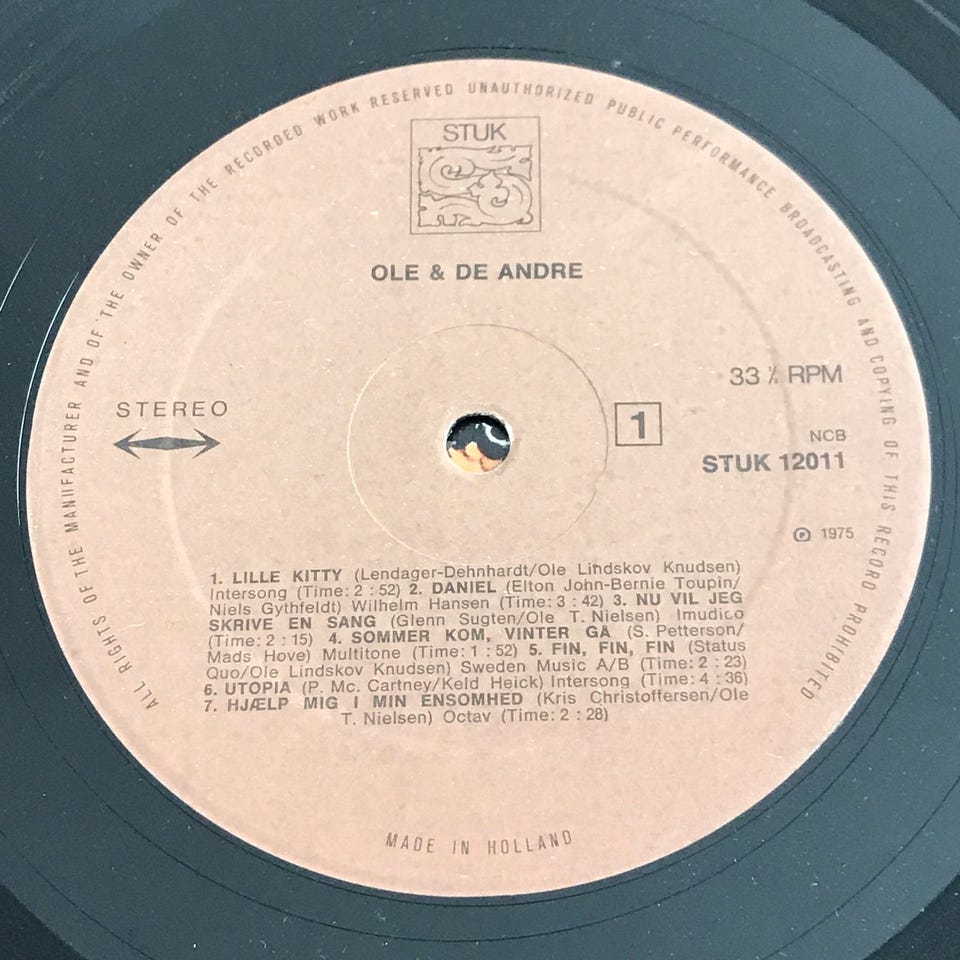 ALL RIGHTS OF THE MANUFACTURER AND OF THE OWNER OF THE RECORDED WORK RESERVED UNAUTHORIZED PUBLIC PERFORMANCE BROADCASTING AND COPYING OF THIS RECORD PROHIBITED
STUK
OLE & DE ANDRE
33 ⅓ RPM
STEREO
1
NCB
STUK 12011
℗ 1975
1. LILLE KITTY (Lendager-Dehnhardt/Ole Lindskov Knudsen)
Intersong (Time: 2 : 52) 2. DANIEL (Elton John-Bernie Toupin/
Niels Gythfeldt) Wilhelm Hansen (Time: 3 : 42) 3. NU VIL JEG
SKRIVE EN SANG (Glenn Sugten/Ole T. Nielsen) Imudico
(Time: 2 : 15) 4. SOMMER KOM, VINTER GÅ (S. Petterson/
Mads Hove) Multitone (Time: 1 : 52) 5. FIN, FIN, FIN (Status
Quo/Ole Lindskov Knudsen) Sweden Music A/B (Time: 2 : 23)
6. UTOPIA (P. Mc. Cartney/Keld Heick) Intersong (Time: 4 : 36)
7. HJÆLP MIG I MIN ENSOMHED (Kris Christoffersen/Ole
T. Nielsen) Octav (Time: 2 : 28)
MADE IN HOLLAND